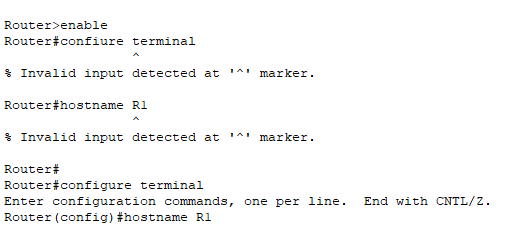 Router>enable
Router#confiure terminal
^
% Invalid input detected at '^' marker.
Router#hostname R1
^
% Invalid input detected at '^' marker.
Router#
Router#configure terminal
Enter configuration commands, one per line.  End with CNTL/Z.
Router(config)#hostname R1